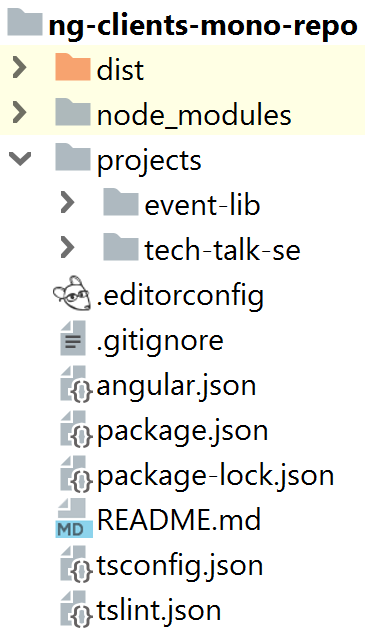 ng-clients-mono-repo
dist
node_modules
projects
event-lib
tech-talk-se
.editorconfig
.gitignore
angular.json
package.json
package-lock.json
MD README.md
tsconfig.json
tslint.json